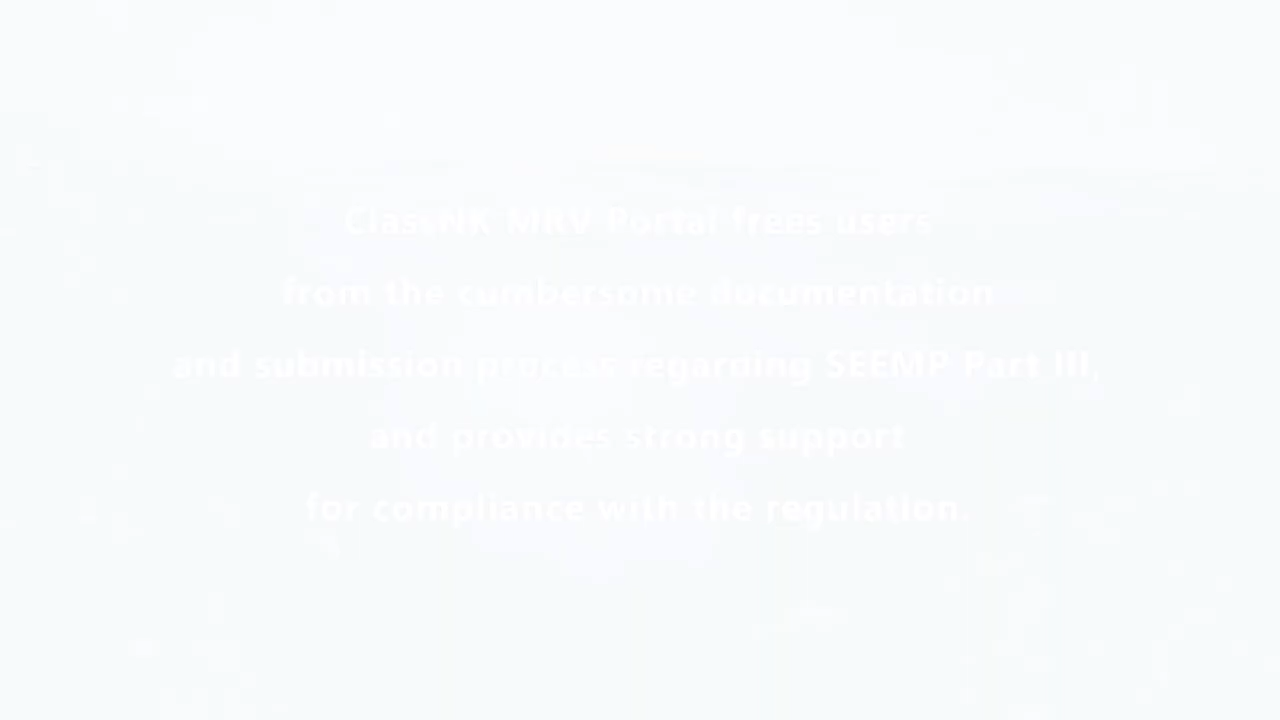 ClassNK MRV Portal frees users
from the cumbersome documentation
and submission process regarding SEEMP Part III,
and provides strong support
for compliance with the regulation.